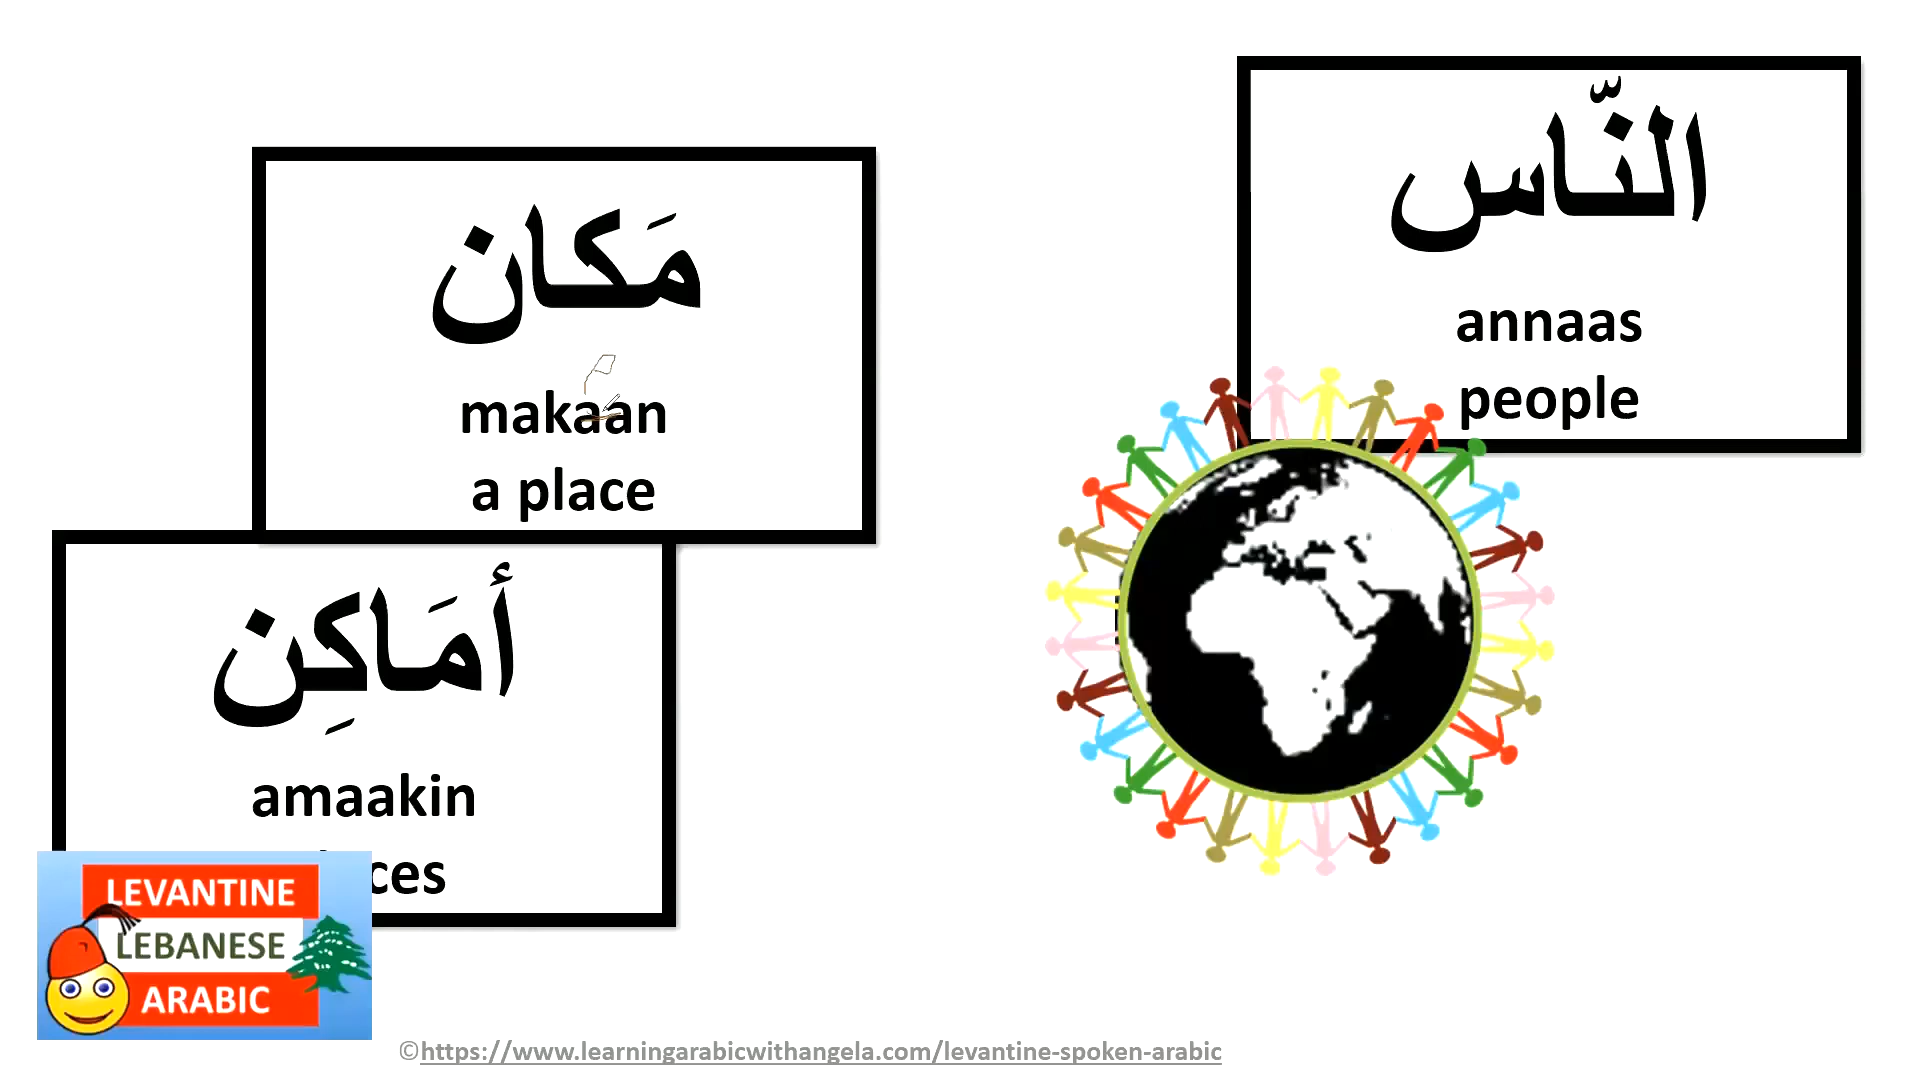 النّاس
annaas
people
مَكان
makaan
a place
أمَاكِن
amaakin
LEVANTINE
LEBANESE
ARABIC
©https://www.learningarabicwithangela.com/levantine-spoken-arabic